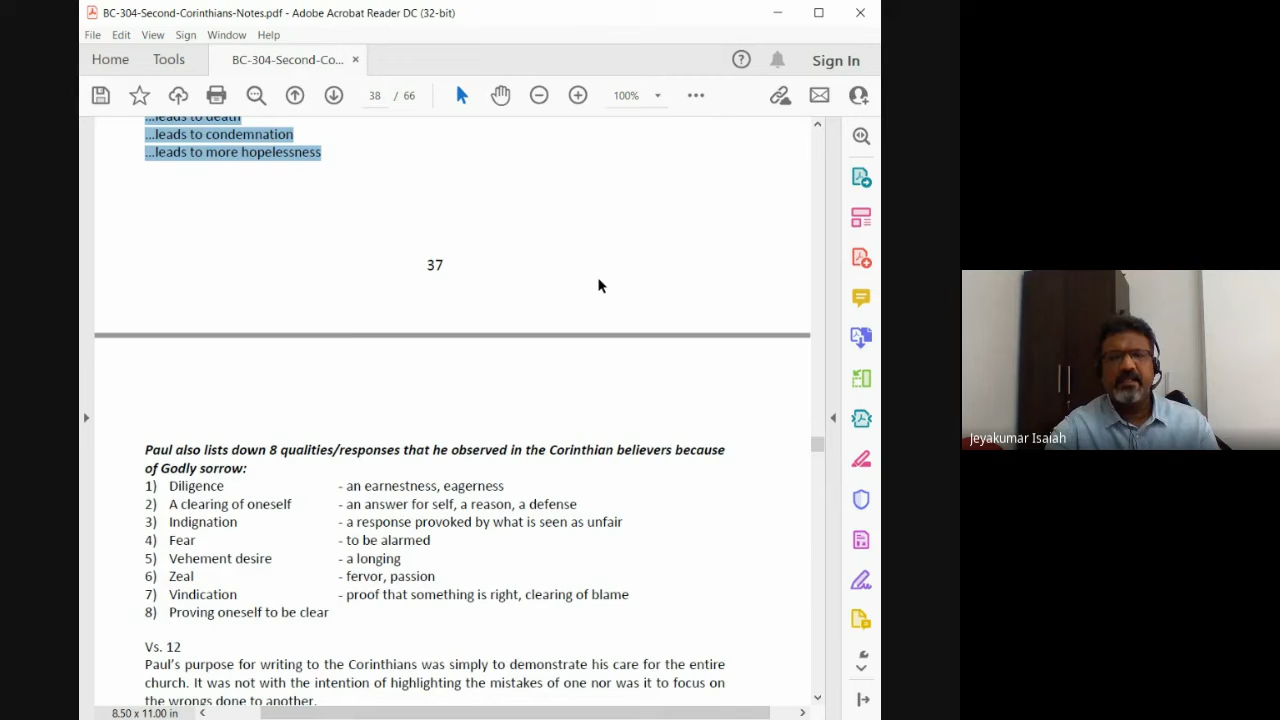 BC-304-Second-Corinthians-Notes.pdf - Adobe Acrobat Reader DC (32-bit)
File Edit View Sign Window Help
Home Tools BC-304-Second-Co... × Sign In
38 / 66 100%
...leads to death
...leads to condemnation
...leads to more hopelessness
37
Paul also lists down 8 qualities/responses that he observed in the Corinthian believers because
of Godly sorrow:
1) Diligence - an earnestness, eagerness
2) A clearing of oneself - an answer for self, a reason, a defense
3) Indignation - a response provoked by what is seen as unfair
4) Fear - to be alarmed
5) Vehement desire - a longing
6) Zeal - fervor, passion
7) Vindication - proof that something is right, clearing of blame
8) Proving oneself to be clear
Vs. 12
Paul's purpose for writing to the Corinthians was simply to demonstrate his care for the entire
church. It was not with the intention of highlighting the mistakes of one nor was it to focus on
the wrongs done to another.
8.50 x 11.00 in
Jeyakumar Isaiah